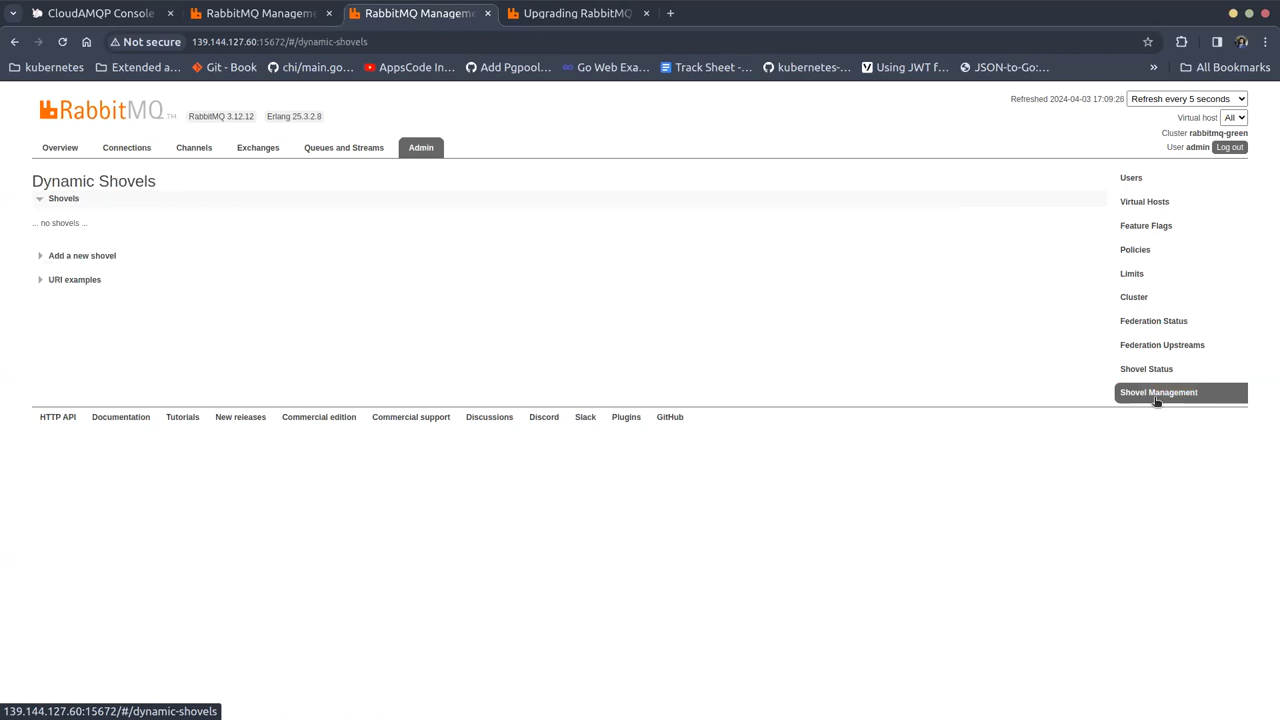 CloudAMQP Console
RabbitMQ Manageme
RabbitMQ Manageme
Upgrading RabbitMQ
Not secure
139.144.127.60:15672/#/dynamic-shovels
kubernetes
Extended a...
Git - Book
chi/main.go...
AppsCode In...
Add Pgpool...
Go Web Exa...
Track Sheet -...
kubernetes-...
Using JWT f...
JSON-to-Go:...
»
All Bookmarks
RabbitMQ TM
RabbitMQ 3.12.12
Erlang 25.3.2.8
Refreshed 2024-04-03 17:09:26
Refresh every 5 seconds
Virtual host All
Cluster rabbitmq-green
User admin Log out
Overview
Connections
Channels
Exchanges
Queues and Streams
Admin
Dynamic Shovels
Shovels
... no shovels ...
Add a new shovel
URI examples
Users
Virtual Hosts
Feature Flags
Policies
Limits
Cluster
Federation Status
Federation Upstreams
Shovel Status
Shovel Management
HTTP API
Documentation
Tutorials
New releases
Commercial edition
Commercial support
Discussions
Discord
Slack
Plugins
GitHub
139.144.127.60:15672/#/dynamic-shovels